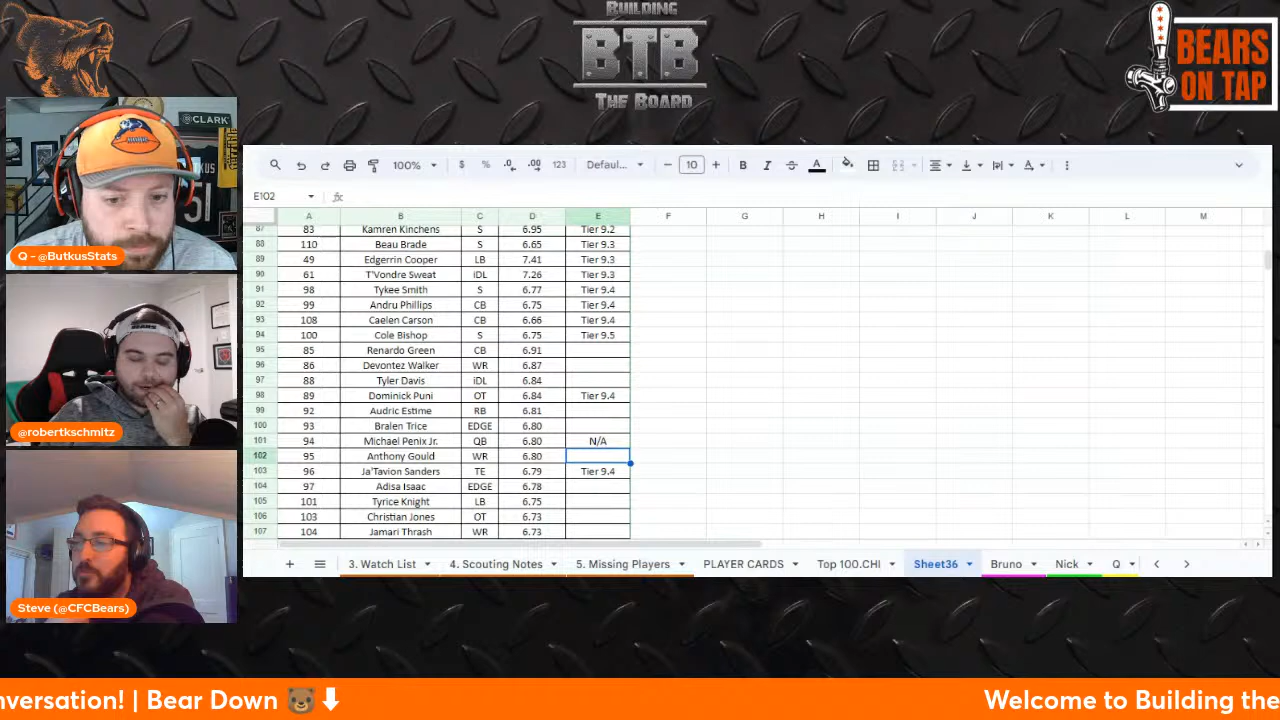 BUILDING
BTB
THE BOARD
BEARS
ON TAP
CLARK
51
Q - @ButkusStats
BEARS
@robertkschmitz
Steve (@CFCBears)
100% $ % .0 .00 123 Defaul... − 10 + B I S A
E102 fx
A B C D E F G H I J K L M
87 83 Kamren Kinchens S 6.95 Tier 9.2
88 110 Beau Brade S 6.65 Tier 9.3
89 49 Edgerrin Cooper LB 7.41 Tier 9.3
90 61 T'Vondre Sweat iDL 7.26 Tier 9.3
91 98 Tykee Smith S 6.77 Tier 9.4
92 99 Andru Phillips CB 6.75 Tier 9.4
93 108 Caelen Carson CB 6.66 Tier 9.4
94 100 Cole Bishop S 6.75 Tier 9.5
95 85 Renardo Green CB 6.91
96 86 Devontez Walker WR 6.87
97 88 Tyler Davis iDL 6.84
98 89 Dominick Puni OT 6.84 Tier 9.4
99 92 Audric Estime RB 6.81
100 93 Bralen Trice EDGE 6.80
101 94 Michael Penix Jr. QB 6.80 N/A
102 95 Anthony Gould WR 6.80
103 96 Ja'Tavion Sanders TE 6.79 Tier 9.4
104 97 Adisa Isaac EDGE 6.78
105 101 Tyrice Knight LB 6.75
106 103 Christian Jones OT 6.73
107 104 Jamari Thrash WR 6.73
+ 3. Watch List 4. Scouting Notes 5. Missing Players PLAYER CARDS Top 100.CHI Sheet36 Bruno Nick Q
nversation! | Bear Down 🐻 ⬇ Welcome to Building the